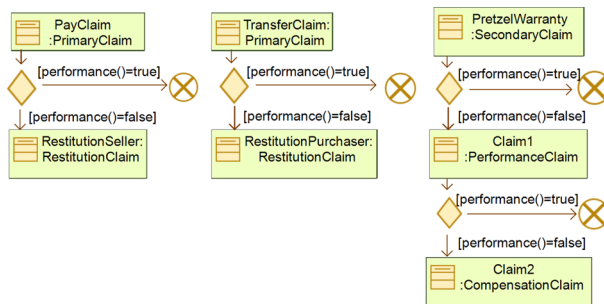 PayClaim
:PrimaryClaim
[performance()=true]
[performance()=false]
RestitutionSeller:
RestitutionClaim
TransferClaim:
PrimaryClaim
[performance()=true]
[performance()=false]
RestitutionPurchaser:
RestitutionClaim
PretzelWarranty
:SecondaryClaim
[performance()=true]
[performance()=false]
Claim1
:PerformanceClaim
[performance()=true]
[performance()=false]
Claim2
:CompensationClaim